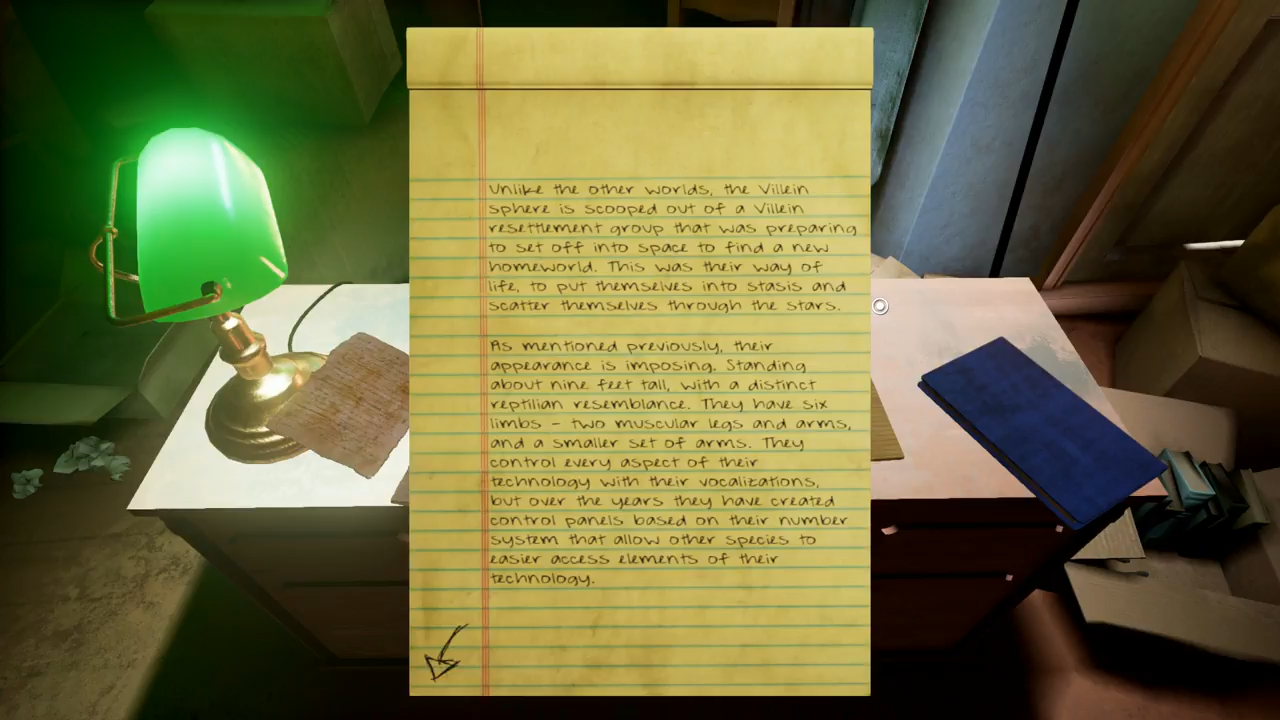 Unlike the other worlds, the Villein
sphere is scooped out of a Villein
resettlement group that was preparing
to set off into space to find a new
homeworld. This was their way of
life, to put themselves into stasis and
scatter themselves through the stars.
As mentioned previously, their
appearance is imposing. Standing
about nine feet tall, with a distinct
reptilian resemblance. They have six
limbs - two muscular legs and arms,
and a smaller set of arms. They
control every aspect of their
technology with their vocalizations,
but over the years they have created
control panels based on their number
system that allow other species to
easier access elements of their
technology.